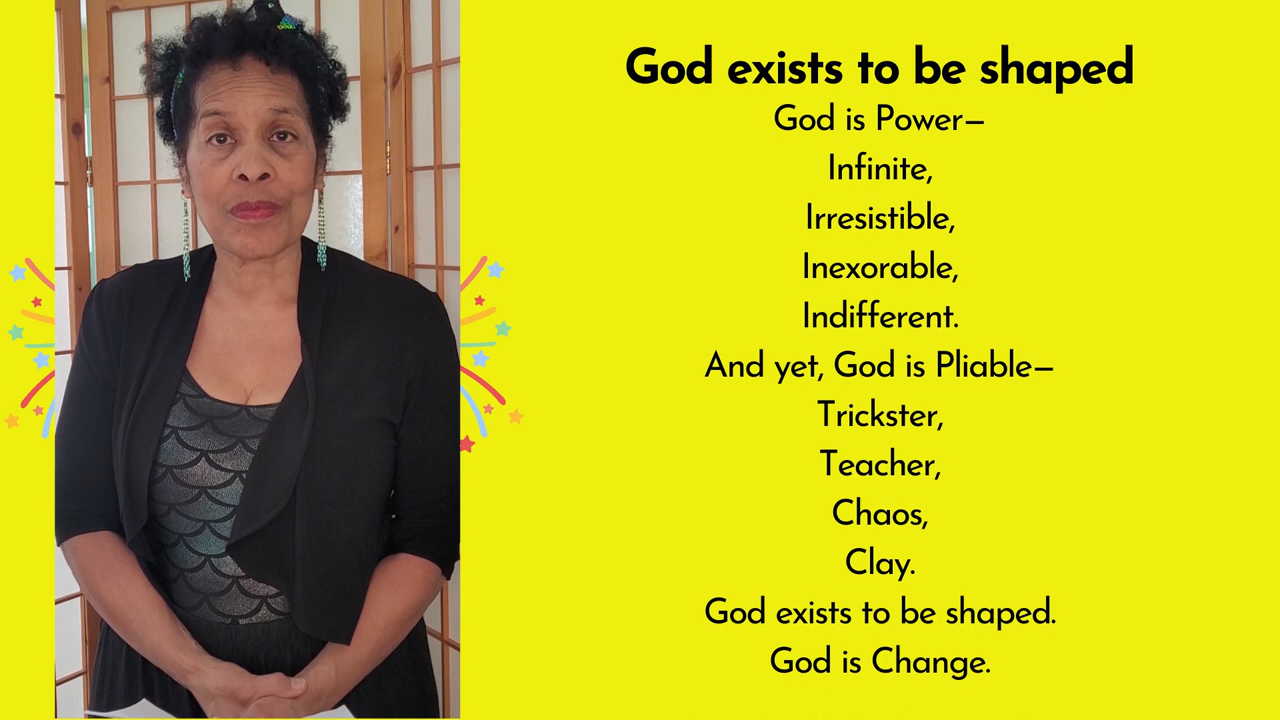 God exists to be shaped
God is Power—
Infinite,
Irresistible,
Inexorable,
Indifferent.
And yet, God is Pliable—
Trickster,
Teacher,
Chaos,
Clay.
God exists to be shaped.
God is Change.